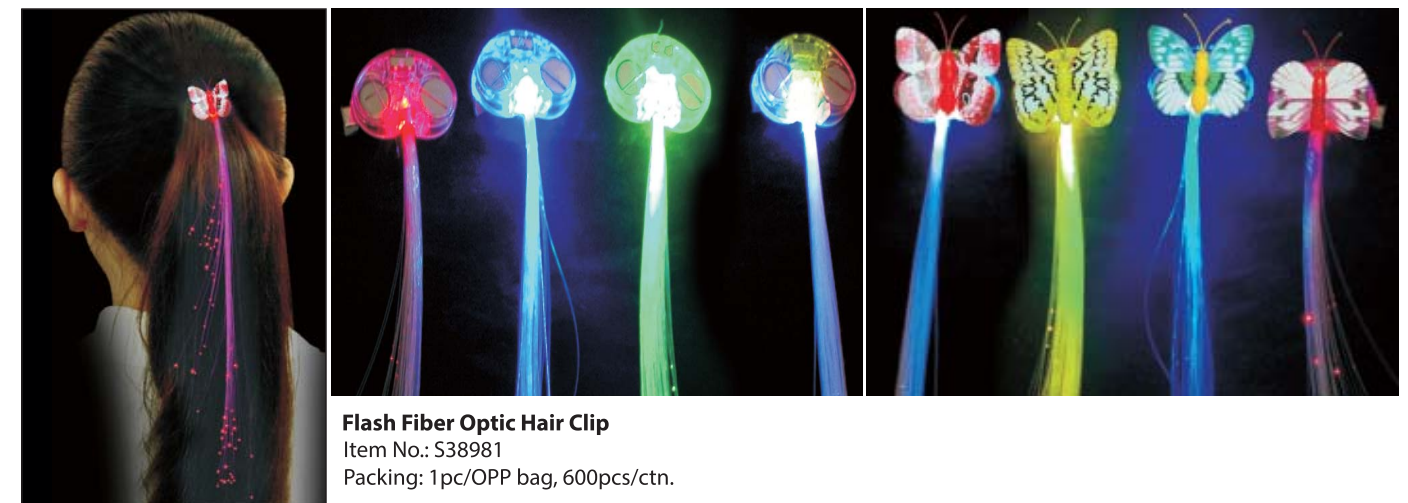 Flash Fiber Optic Hair Clip
Item No.: S38981
Packing: 1pc/OPP bag, 600pcs/ctn.